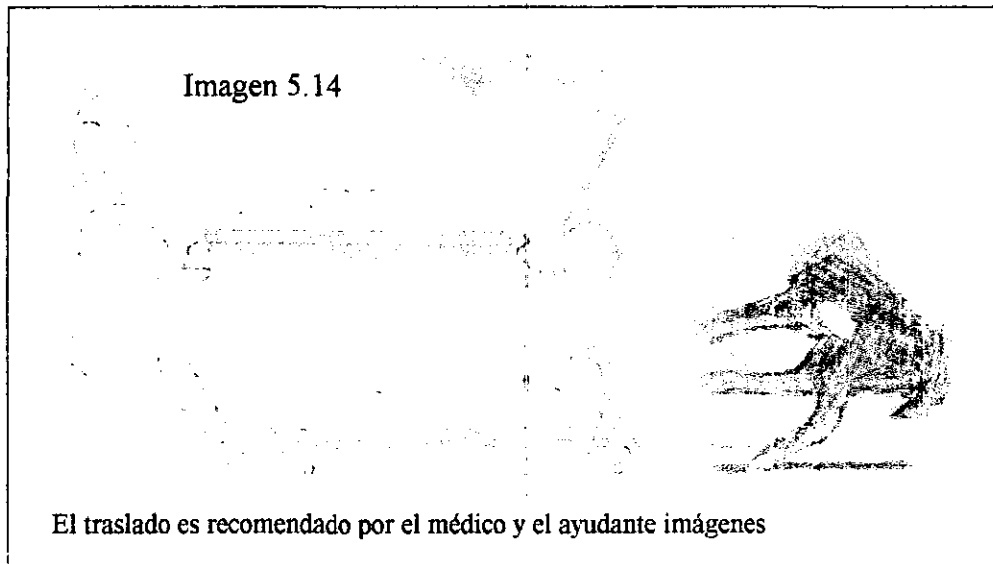 Imagen 5.14
El traslado es recomendado por el médico y el ayudante imágenes